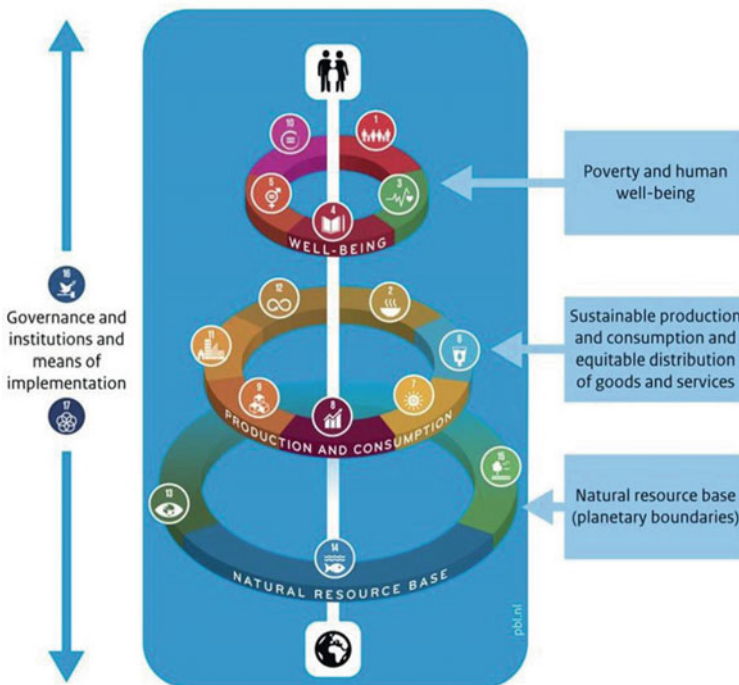 10
1
5
3
4
WELL-BEING
Poverty and human
well-being
16
Governance and
institutions and
means of
implementation
17
12
2
11
6
9
7
8
PRODUCTION AND CONSUMPTION
Sustainable production
and consumption and
equitable distribution
of goods and services
15
13
14
NATURAL RESOURCE BASE
Natural resource base
(planetary boundaries)
pbl.nl